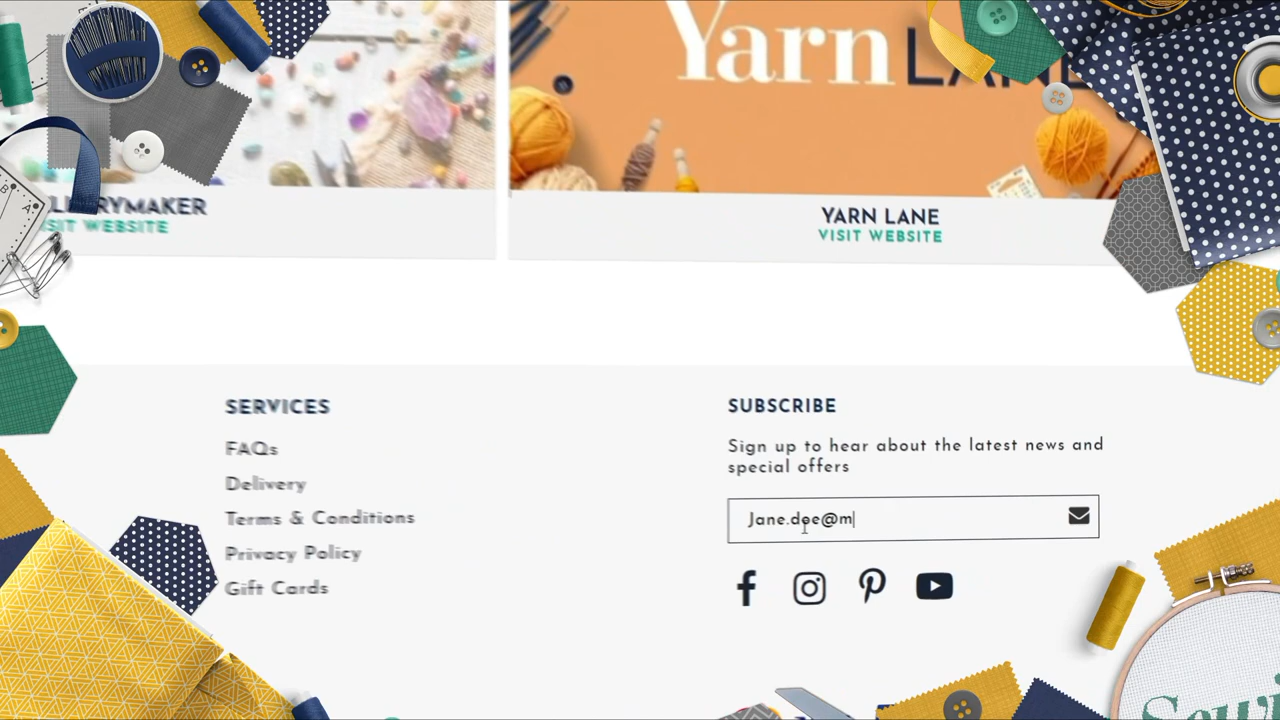 Yarn LANE
YARN LANE
VISIT WEBSITE
VISIT WEBSITE
SERVICES
FAQs
Delivery
Terms & Conditions
Privacy Policy
Gift Cards
SUBSCRIBE
Sign up to hear about the latest news and
special offers
Jane.doe@m